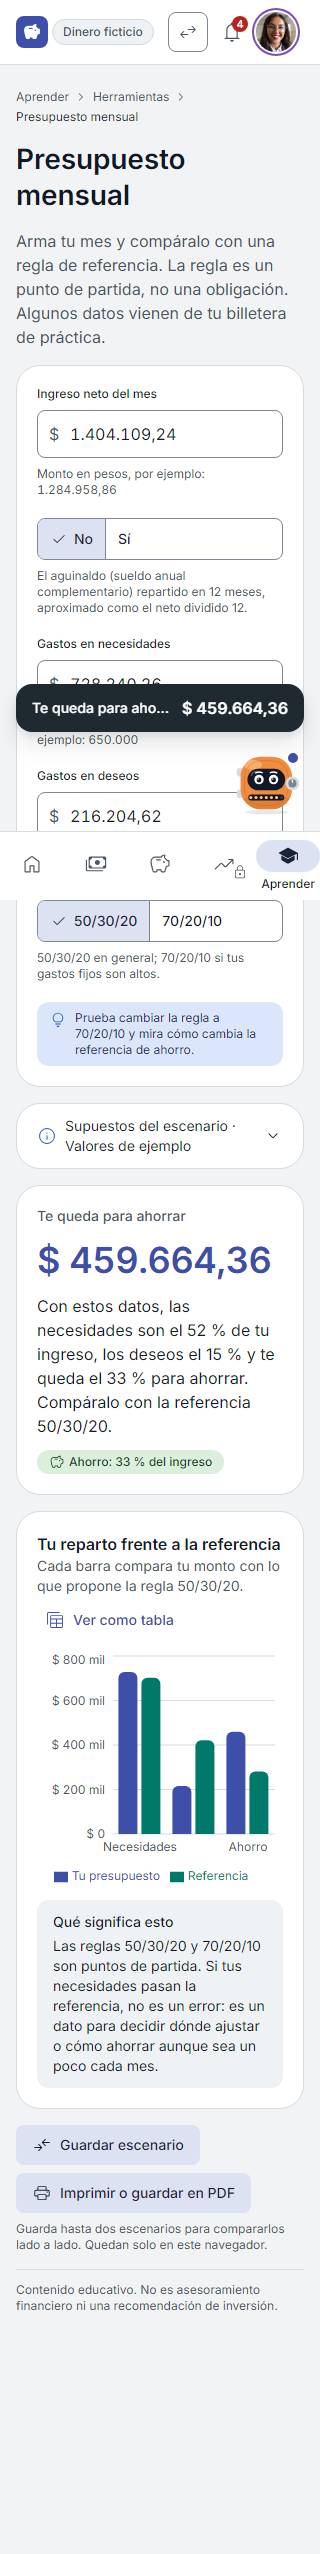 Dinero ficticio
4
Aprender > Herramientas >
Presupuesto mensual
Presupuesto
mensual
Arma tu mes y compáralo con una
regla de referencia. La regla es un
punto de partida, no una obligación.
Algunos datos vienen de tu billetera
de práctica.
Ingreso neto del mes
$ 1.404.109,24
Monto en pesos, por ejemplo:
1.284.958,86
No Sí
El aguinaldo (sueldo anual
complementario) repartido en 12 meses,
aproximado como el neto dividido 12.
Gastos en necesidades
Te queda para aho... $ 459.664,36
ejemplo: 650.000
Gastos en deseos
$ 216.204,62
Aprender
50/30/20 70/20/10
50/30/20 en general; 70/20/10 si tus
gastos fijos son altos.
Prueba cambiar la regla a
70/20/10 y mira cómo cambia la
referencia de ahorro.
Supuestos del escenario ·
Valores de ejemplo
Te queda para ahorrar
$ 459.664,36
Con estos datos, las
necesidades son el 52 % de tu
ingreso, los deseos el 15 % y te
queda el 33 % para ahorrar.
Compáralo con la referencia
50/30/20.
Ahorro: 33 % del ingreso
Tu reparto frente a la referencia
Cada barra compara tu monto con lo
que propone la regla 50/30/20.
Ver como tabla
$ 800 mil
$ 600 mil
$ 400 mil
$ 200 mil
$ 0
Necesidades Ahorro
Tu presupuesto Referencia
Qué significa esto
Las reglas 50/30/20 y 70/20/10
son puntos de partida. Si tus
necesidades pasan la
referencia, no es un error: es un
dato para decidir dónde ajustar
o cómo ahorrar aunque sea un
poco cada mes.
Guardar escenario
Imprimir o guardar en PDF
Guarda hasta dos escenarios para compararlos
lado a lado. Quedan solo en este navegador.
Contenido educativo. No es asesoramiento
financiero ni una recomendación de inversión.